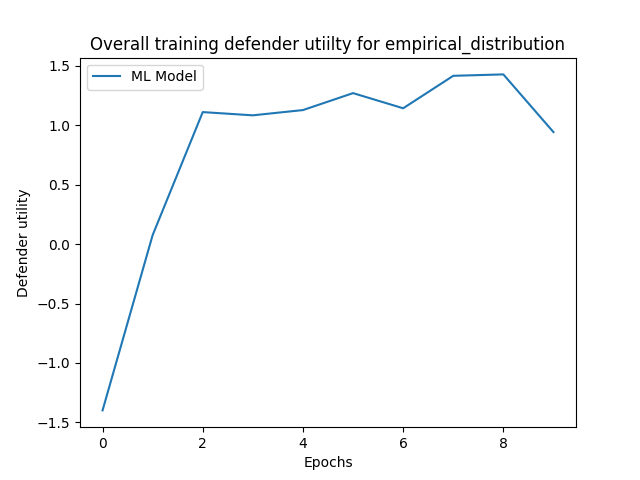 Overall training defender utiilty for empirical_distribution
ML Model
1.5
1.0
0.5
0.0
−0.5
−1.0
−1.5
Defender utility
0 2 4 6 8
Epochs